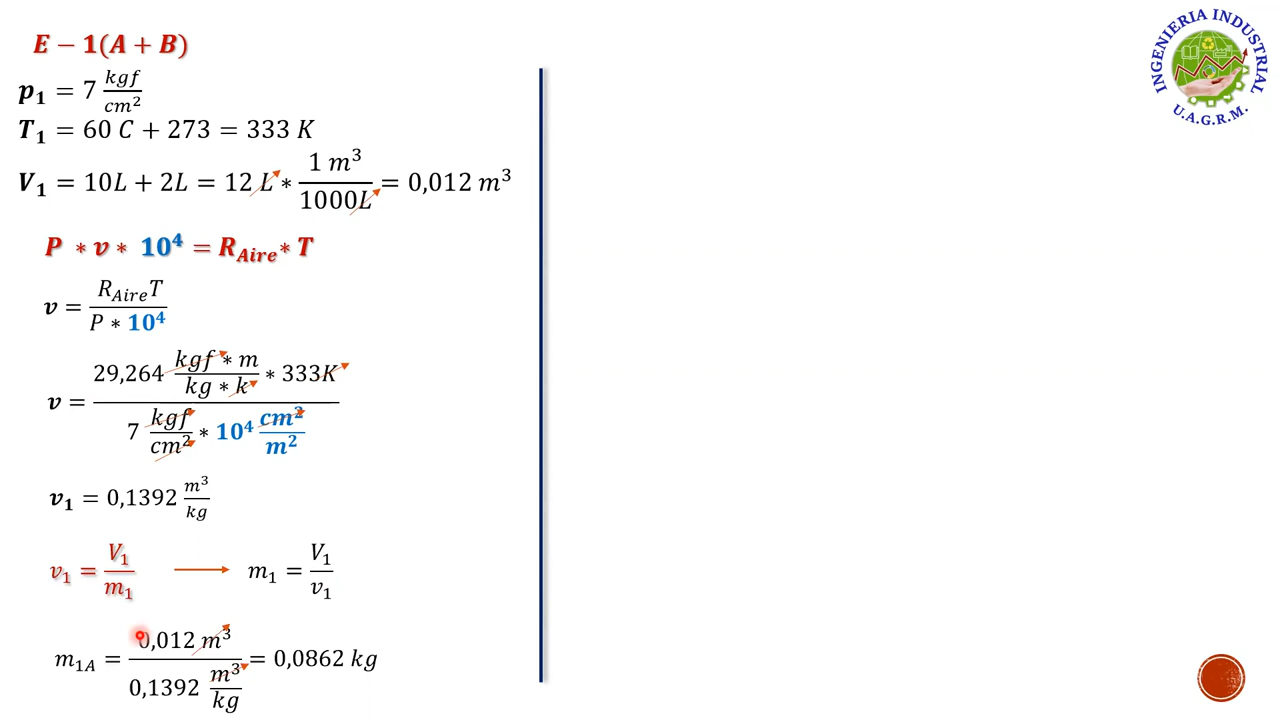 E − 1(A + B)
p₁ = 7 kgf/cm²
T₁ = 60 C + 273 = 333 K
V₁ = 10L + 2L = 12 L * 1 m³/1000L = 0,012 m³
P * v * 10⁴ = R_Aire * T
v = R_Aire T / P * 10⁴
v = 29,264 kgf * m/kg * k * 333K / 7 kgf/cm² * 10⁴ cm²/m²
v₁ = 0,1392 m³/kg
v₁ = V₁/m₁ → m₁ = V₁/v₁
m₁A = 0,012 m³ / 0,1392 m³/kg = 0,0862 kg
INGENIERIA INDUSTRIAL
U.A.G.R.M.